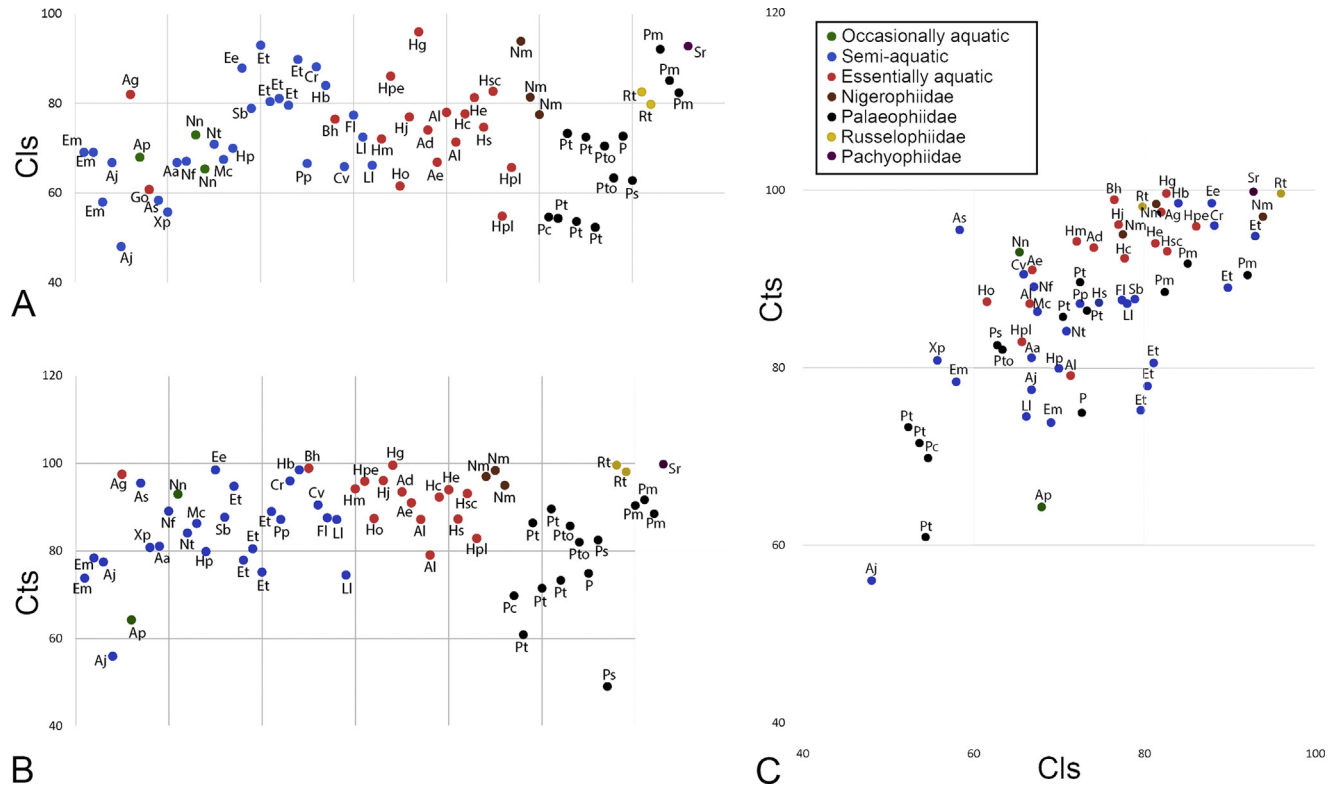 A
Cls
100
80
60
40
Em
Em
Em
Aj
Aj
Ag
Ap
Go
As
Xp
Aa
Nf
Nn
Nn
Nt
Mc
Hp
Ee
Sb
Et
Et
Et
Et
Et
Cr
Hb
Pp
Bh
Cv
Fl
Ll
Ll
Hm
Hpe
Ho
Hj
Hg
Ad
Ae
Al
Al
Hc
He
Hs
Hsc
Hpl
Hpl
Nm
Nm
Nm
Pc
Pt
Pt
Pt
Pt
Pt
Pto
Pto
P
Ps
Rt
Rt
Pm
Pm
Pm
Sr
B
Cts
120
100
80
60
40
Em
Em
Aj
Aj
Ag
Ap
As
Xp
Aa
Nf
Nn
Nt
Mc
Hp
Ee
Sb
Et
Et
Et
Et
Et
Pp
Cr
Hb
Bh
Cv
Fl
Ll
Ll
Hm
Hpe
Ho
Hj
Hg
Ad
Ae
Al
Al
Hc
He
Hs
Hsc
Hpl
Nm
Nm
Nm
Pc
Pt
Pt
Pt
Pt
Pt
Pto
Pto
P
Ps
Ps
Rt
Rt
Pm
Pm
Pm
Sr
C
Cts
120
100
80
60
40
40
60
80
100
Cls
Occasionally aquatic
Semi-aquatic
Essentially aquatic
Nigerophiidae
Palaeophiidae
Russelophiidae
Pachyophiidae
As
Nn
Cv
Ae
Nf
Al
Mc
Ho
Hm
Ad
Hj
Bh
Rt
Nm
Nm
Hg
Hb
Ag
Hpe
Ee
Cr
Sr
Nm
Rt
Et
He
Hsc
Hc
Pm
Pm
Pm
Et
Pt
Pp
Hs
Pt
Pt
Fl
Sb
Ll
Nt
Ps
Pto
Hpl
Aa
Hp
Al
Et
Et
Et
Xp
Em
Aj
Ll
Em
P
Pt
Pt
Pc
Ap
Pt
Aj